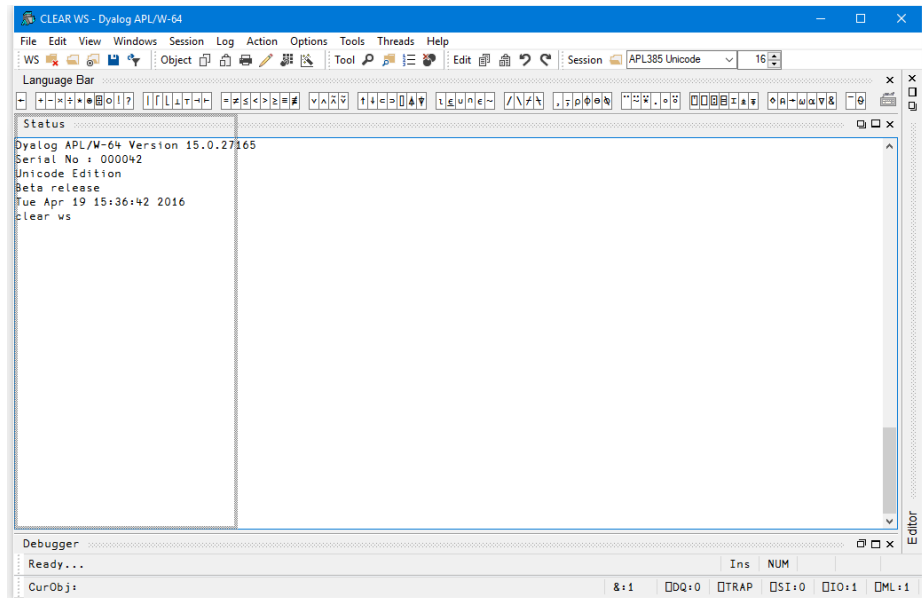 CLEAR WS - Dyalog APL/W-64
File Edit View Windows Session Log Action Options Tools Threads Help
WS Object Tool Edit Session APL385 Unicode 16
Language Bar
← + - × ÷ * ⍟ ⌹ ○ ! ? | ⌈ ⌊ ⊥ ⊤ ⊣ ⊢ = ≠ ≤ < > ≥ ≡ ≢ ∨ ∧ ⍲ ⍱ ↑ ↓ ⊂ ⊃ ⌷ ⍋ ⍒ ⍳ ⍷ ∪ ∩ ∊ ~ / \ ⌿ ⍀ , ⍪ ⍴ ⌽ ⊖ ⍉ ¨ ⍨ ⍣ . ∘ ⍤ ⍞ ⎕ ⍠ ⌸ ⌶ ⍎ ⍕ ⋄ ⍝ → ⍵ ⍺ ∇ & ¯ ⍬
Status
Dyalog APL/W-64 Version 15.0.27165
Serial No : 000042
Unicode Edition
Beta release
Tue Apr 19 15:36:42 2016
clear ws
Editor
Debugger
Ready... Ins NUM
CurObj: &:1 ⎕DQ:0 ⎕TRAP ⎕SI:0 ⎕IO:1 ⎕ML:1